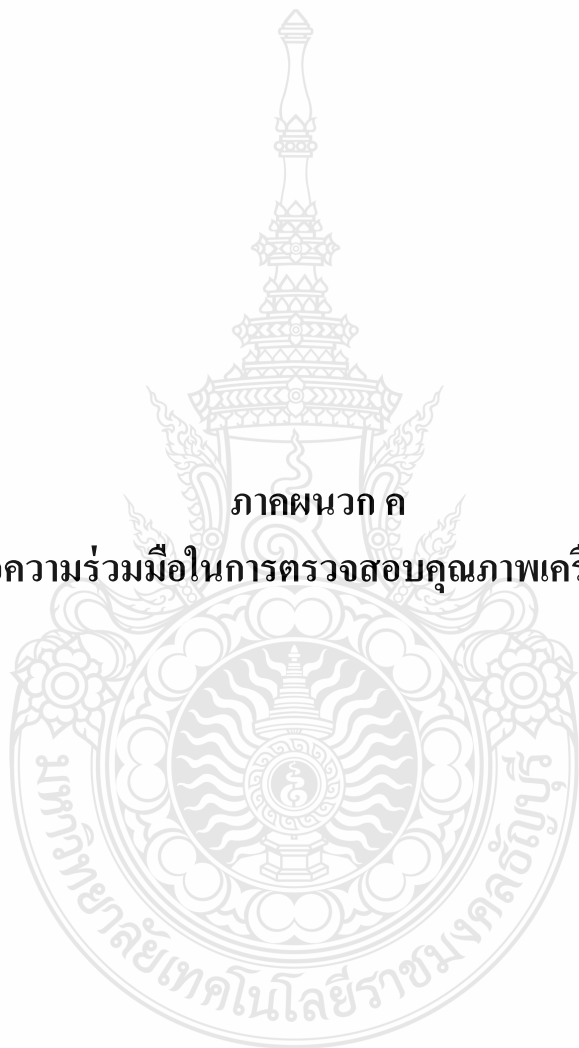 ภาคผนวก ค
ความร่วมมือในการตรวจสอบคุณภาพ
มหาวิทยาลัยเทคโนโลยีราชมงคลธัญบุรี